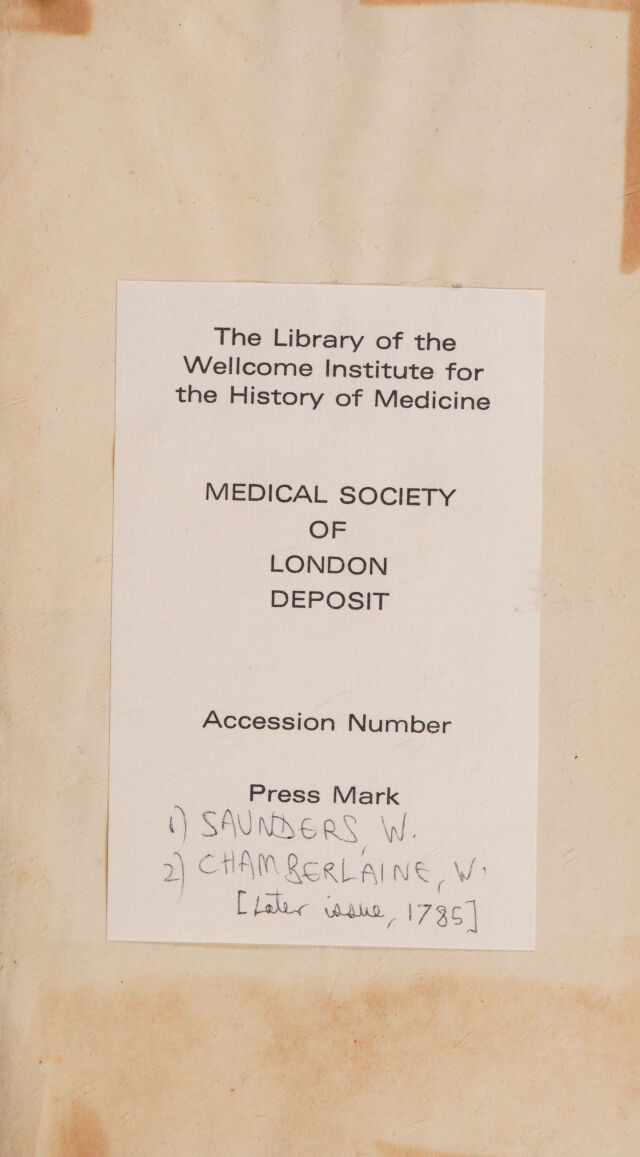 The Library of the
Wellcome Institute for
the History of Medicine
MEDICAL SOCIETY
OF
LONDON
DEPOSIT
Accession Number
Press Mark
1) SAUNDERS, W.
2) CHAMBERLAINE, W.
[Later issue, 1785]